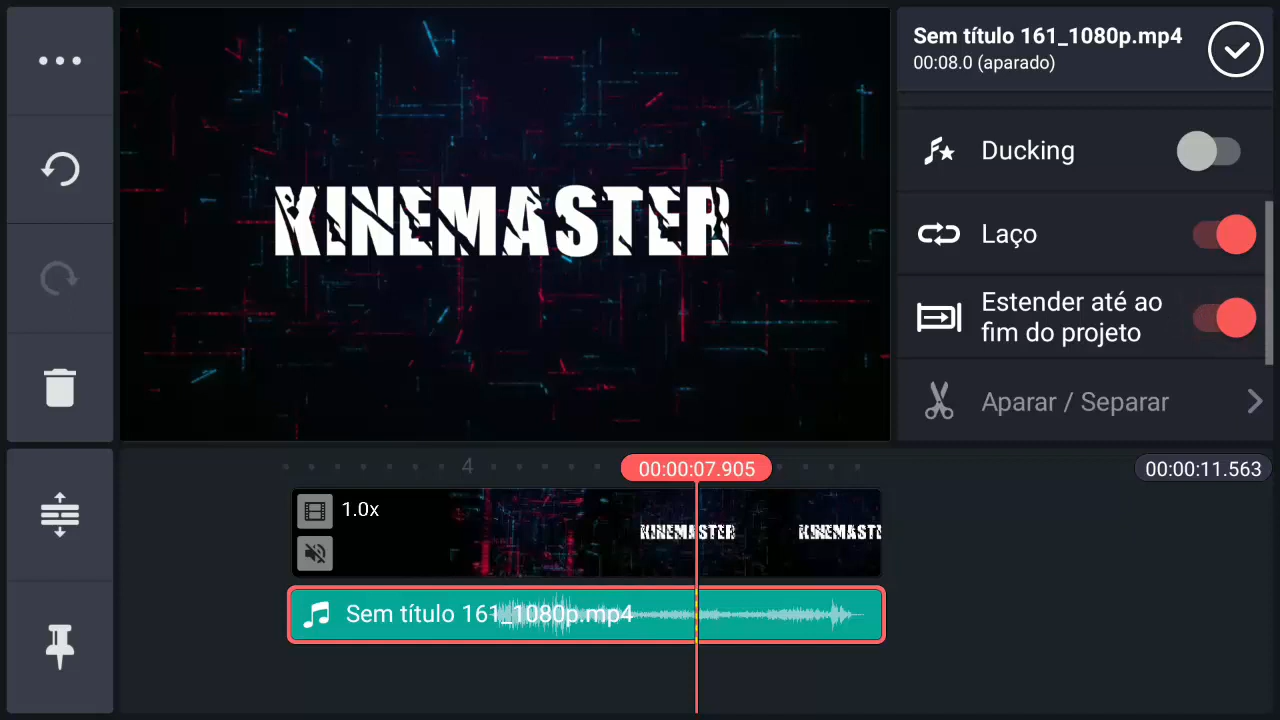 Sem título 161_1080p.mp4
00:08.0 (aparado)
KINEMASTER
Ducking
Laço
Estender até ao
fim do projeto
Aparar / Separar
4
00:00:07.905
00:00:11.563
1.0x
KINEMASTER
KINEMASTE
Sem título 161_1080p.mp4